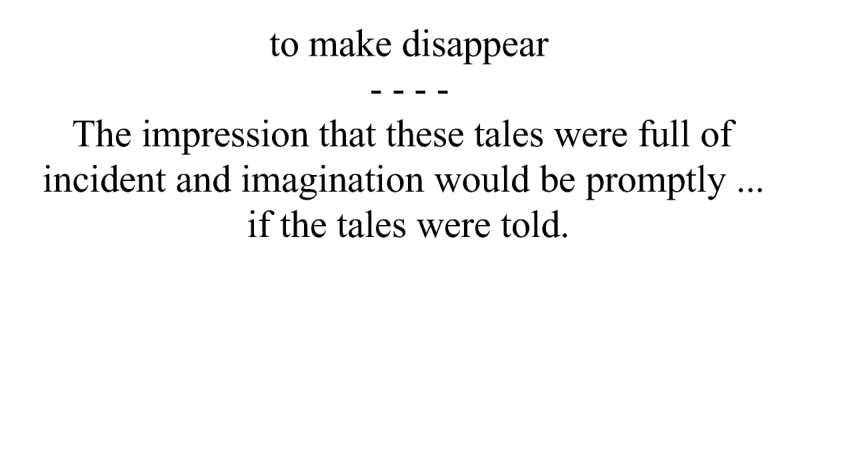 to make disappear
- - - -
The impression that these tales were full of
incident and imagination would be promptly ...
if the tales were told.